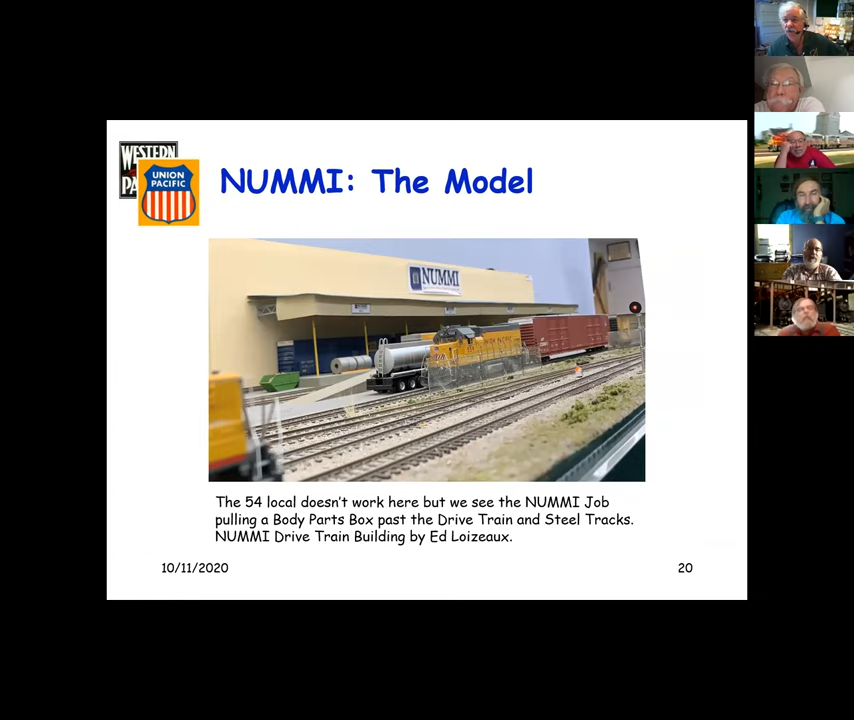 WESTERN
PA
UNION
PACIFIC
NUMMI: The Model
NUMMI
The 54 local doesn't work here but we see the NUMMI Job
pulling a Body Parts Box past the Drive Train and Steel Tracks.
NUMMI Drive Train Building by Ed Loizeaux.
10/11/2020
20